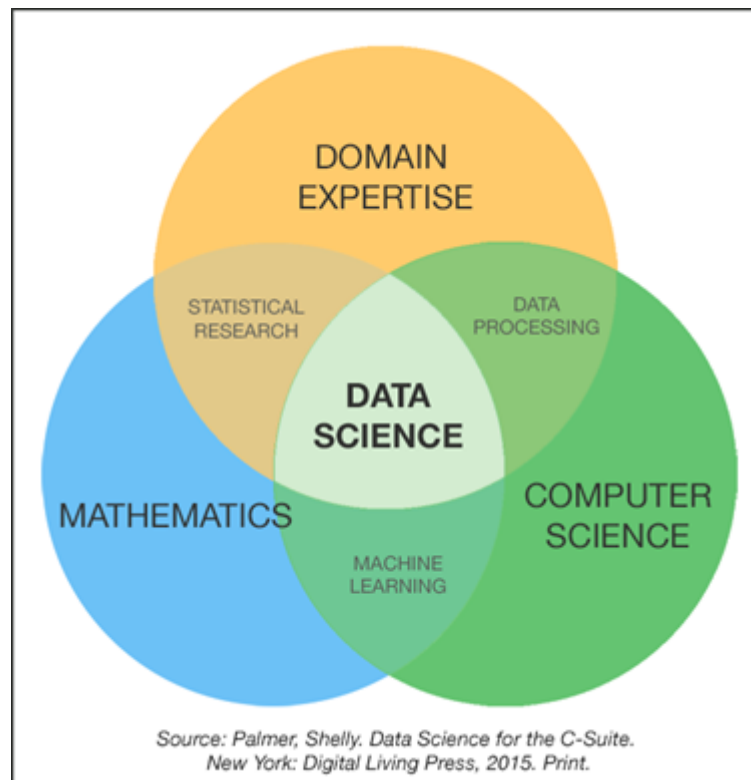 DOMAIN
EXPERTISE
STATISTICAL
RESEARCH
DATA
PROCESSING
DATA
SCIENCE
MATHEMATICS
COMPUTER
SCIENCE
MACHINE
LEARNING
Source: Palmer, Shelly. Data Science for the C-Suite.
New York: Digital Living Press, 2015. Print.